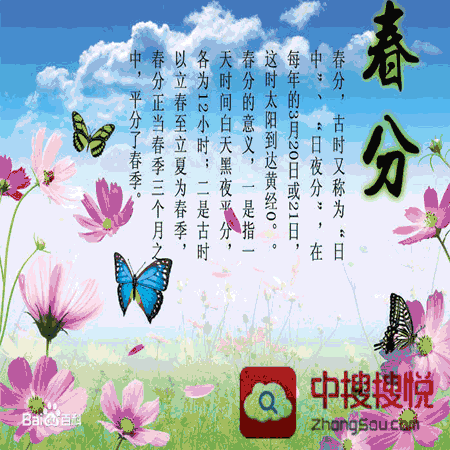 春分
春分，古时又称为“日
中”、“日夜分”，在
每年的3月20日或21日，
这时太阳到达黄经0°。
春分的意义，一是指一
天时间白天黑夜平分，
各为12小时；二是古时
以立春至立夏为春季，
春分正当春季三个月之
中，平分了春季。
Bai百科
中搜搜悦
ZhangSou.com